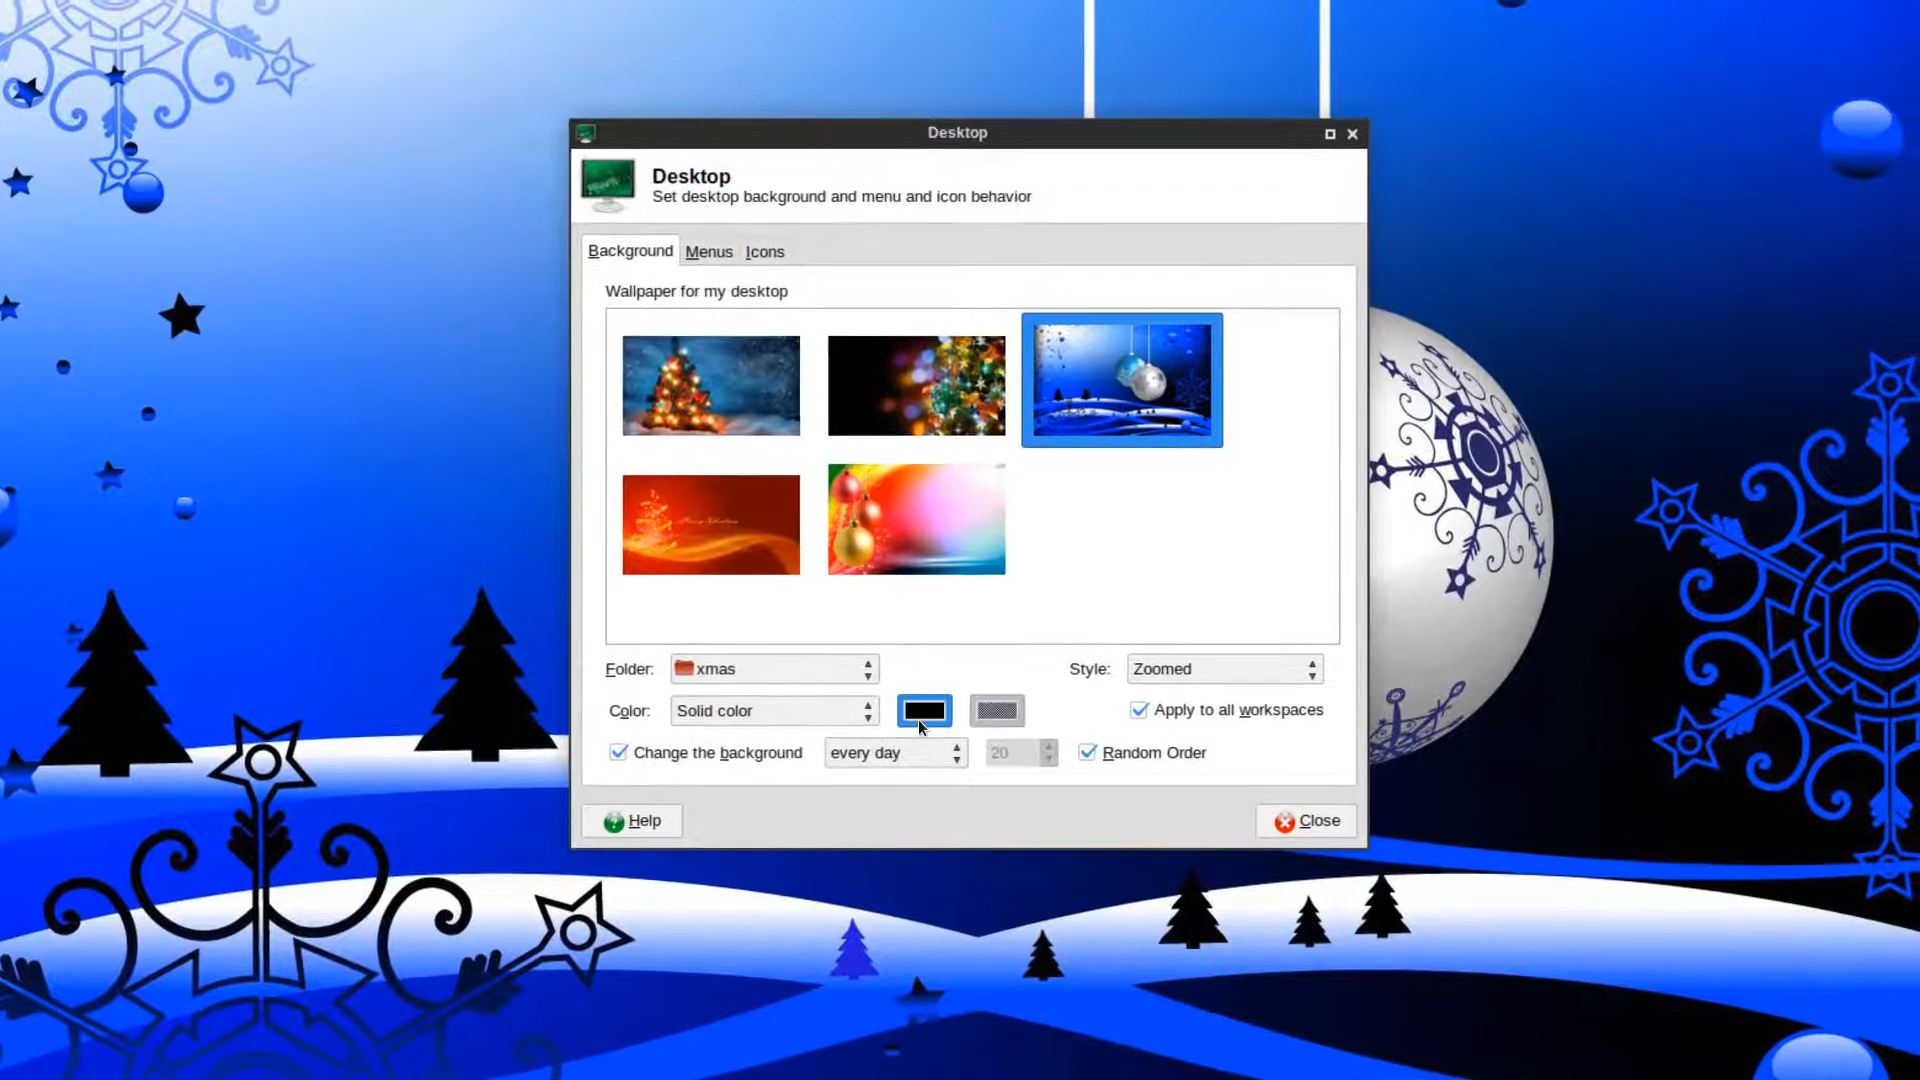 Desktop
Desktop
Set desktop background and menu and icon behavior
Background Menus Icons
Wallpaper for my desktop
Folder: xmas Style: Zoomed
Color: Solid color Apply to all workspaces
Change the background every day 20 Random Order
Help Close